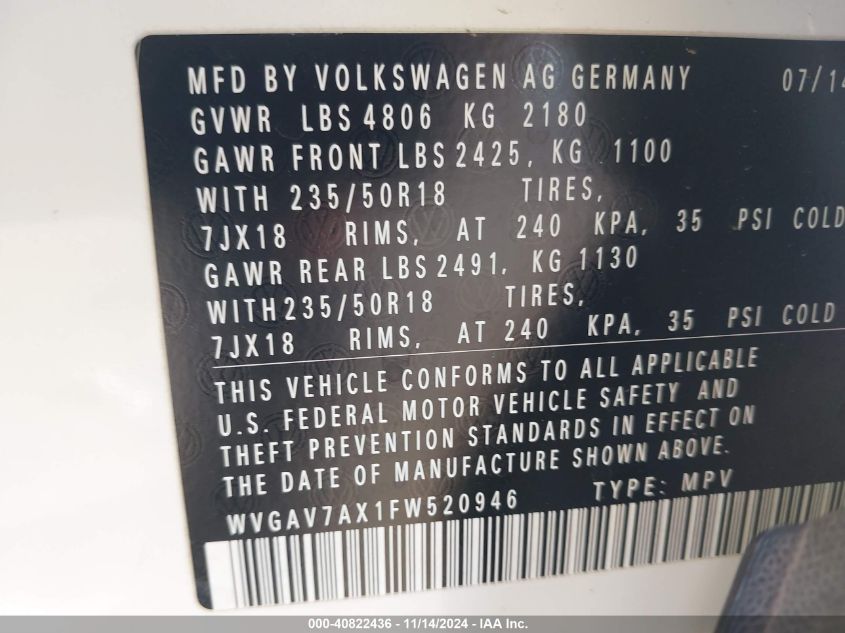 MFD BY VOLKSWAGEN AG GERMANY 07/14
GVWR LBS 4806 KG 2180
GAWR FRONT LBS 2425, KG 1100
WITH 235/50R18 TIRES,
7JX18 RIMS, AT 240 KPA, 35 PSI COLD
GAWR REAR LBS 2491, KG 1130
WITH 235/50R18 TIRES,
7JX18 RIMS, AT 240 KPA, 35 PSI COLD
THIS VEHICLE CONFORMS TO ALL APPLICABLE
U.S. FEDERAL MOTOR VEHICLE SAFETY AND
THEFT PREVENTION STANDARDS IN EFFECT ON
THE DATE OF MANUFACTURE SHOWN ABOVE.
WVGAV7AX1FW520946 TYPE: MPV
000-40822436 - 11/14/2024 - IAA Inc.